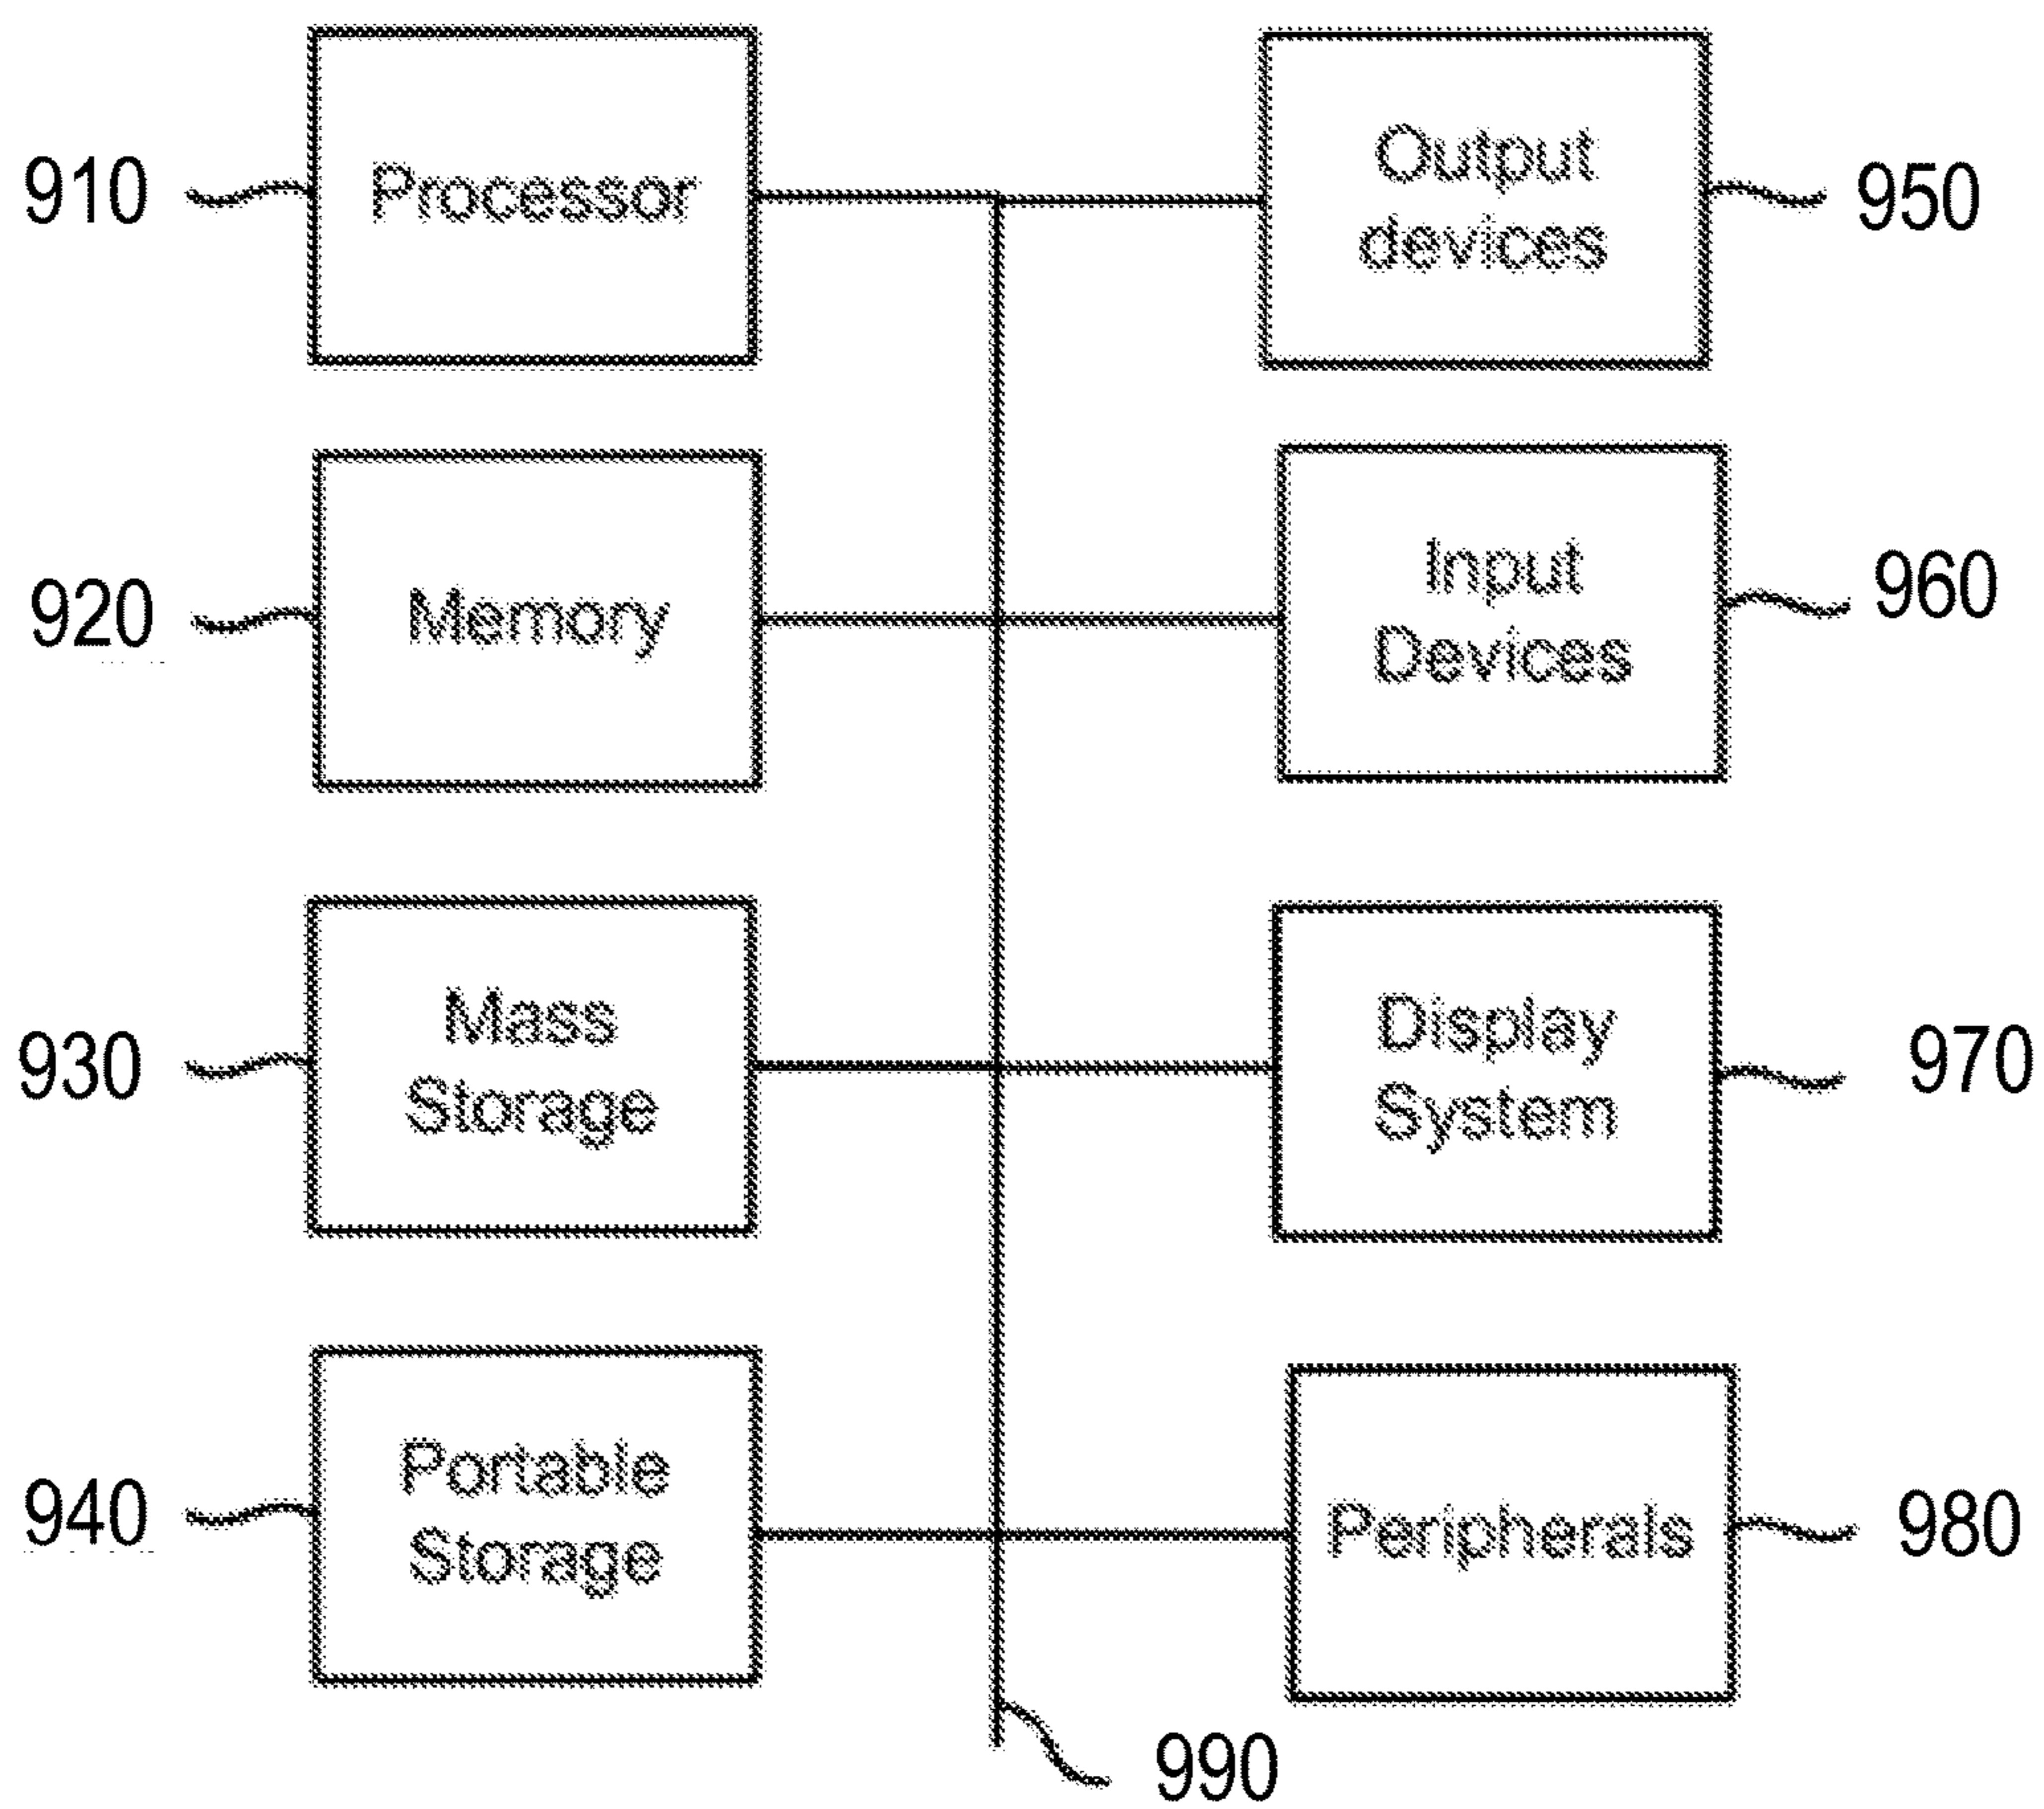 910
Processor
Output
devices
950
920
Memory
Input
Devices
960
930
Mass
Storage
Display
System
970
940
Portable
Storage
Peripherals
980
990